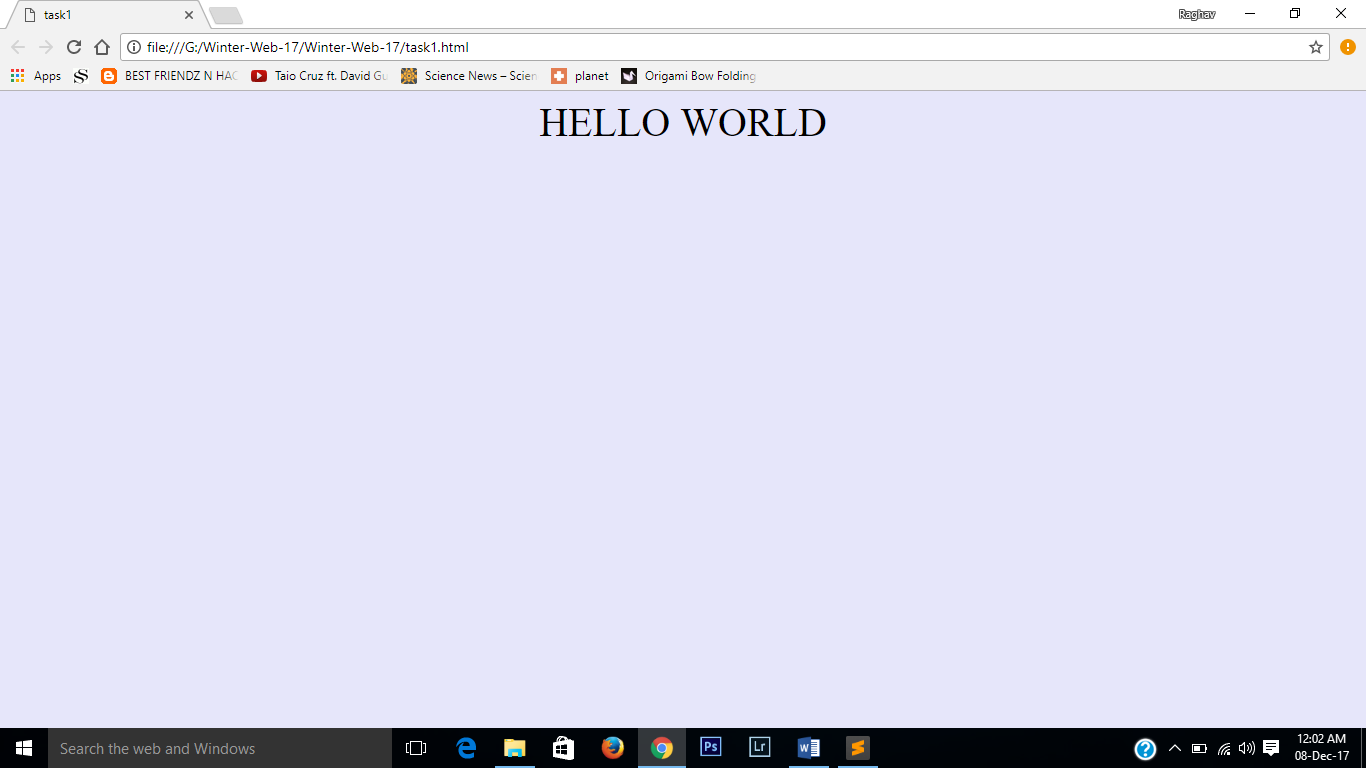 task1
Raghav
file:///G:/Winter-Web-17/Winter-Web-17/task1.html
Apps S BEST FRIENDZ N HAC Taio Cruz ft. David Gu Science News – Scien planet Origami Bow Folding
HELLO WORLD
Search the web and Windows
Ps Lr
12:02 AM
08-Dec-17